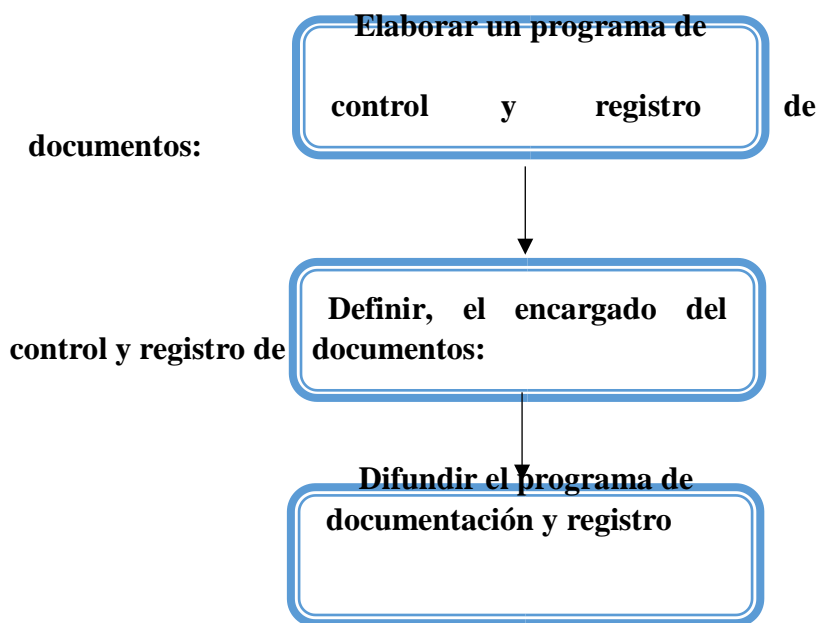 Elaborar un programa de
control y registro de
documentos:
Definir, el encargado del
control y registro de documentos:
Difundir el programa de
documentación y registro